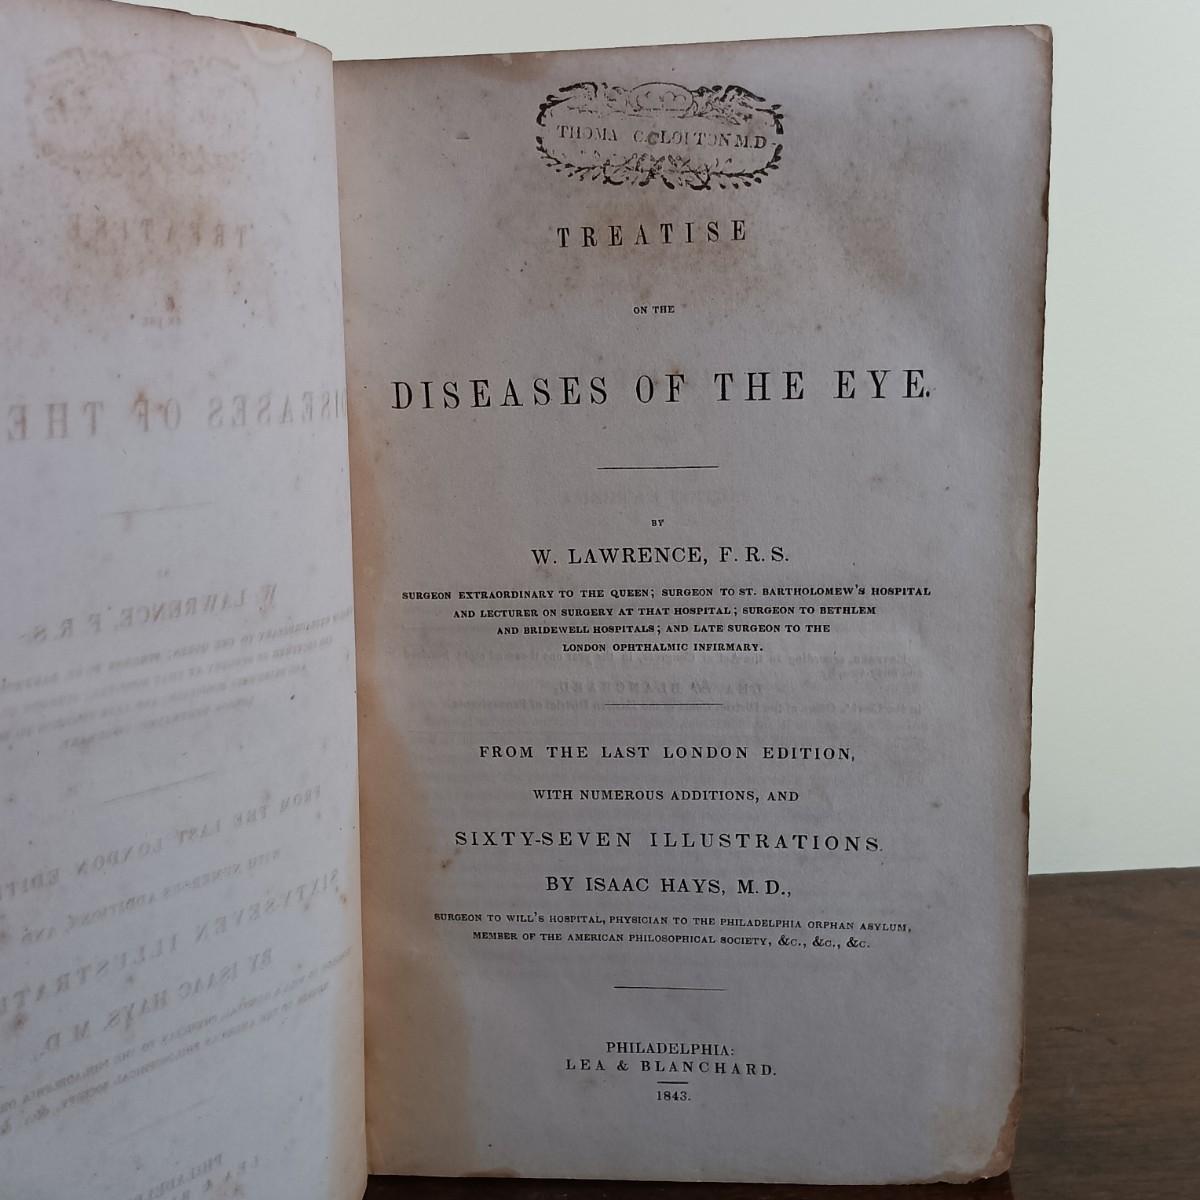 THOMA C. CLOPTON M.D.
TREATISE
ON THE
DISEASES OF THE EYE.
BY
W. LAWRENCE, F. R. S.
SURGEON EXTRAORDINARY TO THE QUEEN; SURGEON TO ST. BARTHOLOMEW'S HOSPITAL
AND LECTURER ON SURGERY AT THAT HOSPITAL; SURGEON TO BETHLEM
AND BRIDEWELL HOSPITALS; AND LATE SURGEON TO THE
LONDON OPHTHALMIC INFIRMARY.
FROM THE LAST LONDON EDITION,
WITH NUMEROUS ADDITIONS, AND
SIXTY-SEVEN ILLUSTRATIONS.
BY ISAAC HAYS, M. D.,
SURGEON TO WILL'S HOSPITAL, PHYSICIAN TO THE PHILADELPHIA ORPHAN ASYLUM,
MEMBER OF THE AMERICAN PHILOSOPHICAL SOCIETY, &C., &C., &C.
PHILADELPHIA:
LEA & BLANCHARD.
1843.